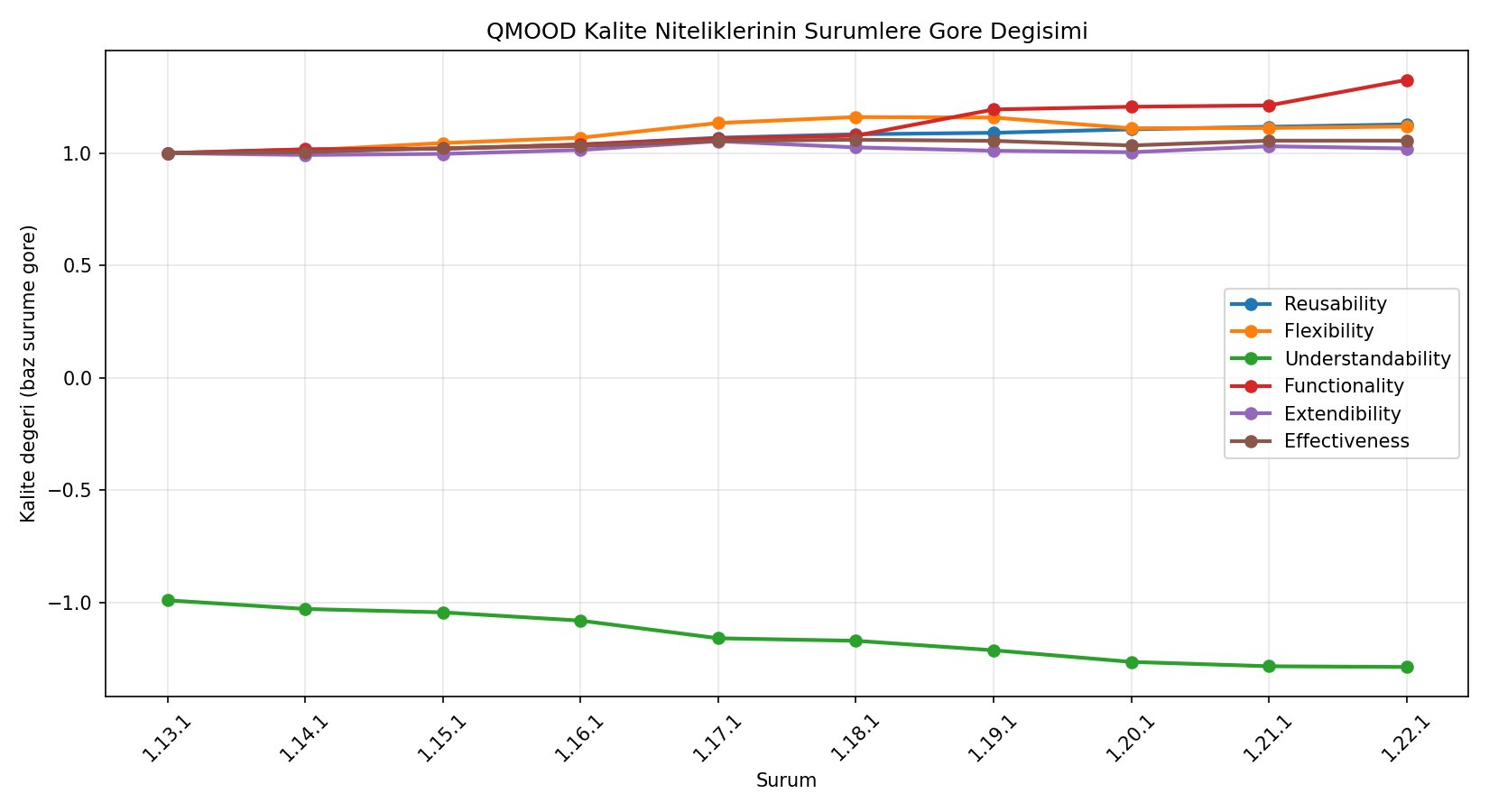 QMOOD Kalite Niteliklerinin Surumlere Gore Degisimi
Kalite degeri (baz surume gore)
1.0
0.5
0.0
−0.5
−1.0
Reusability
Flexibility
Understandability
Functionality
Extendibility
Effectiveness
1.13.1
1.14.1
1.15.1
1.16.1
1.17.1
1.18.1
1.19.1
1.20.1
1.21.1
1.22.1
Surum